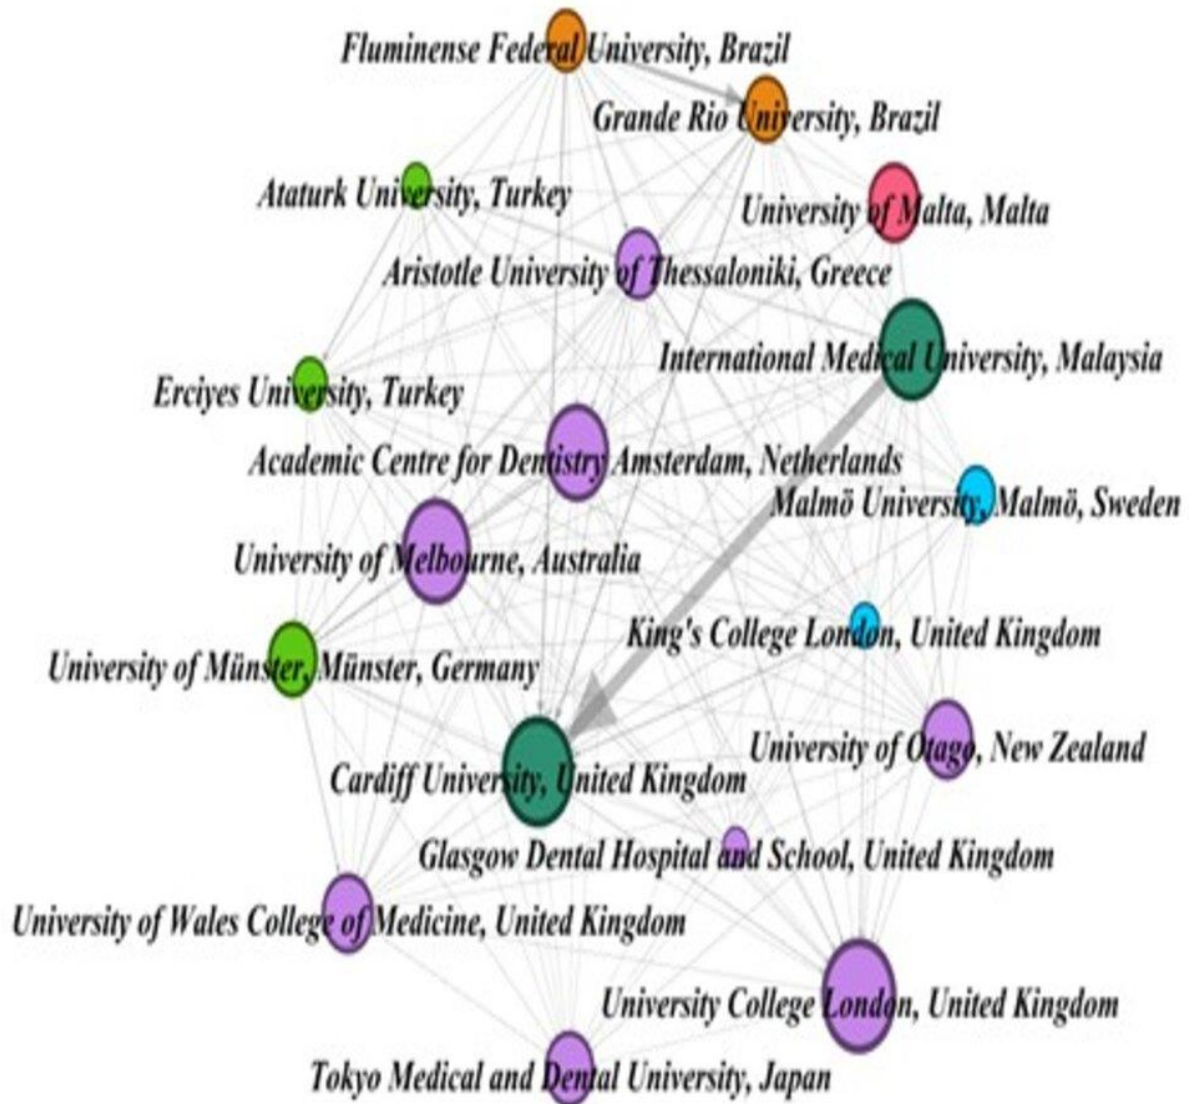 Fluminense Federal University, Brazil
Grande Rio University, Brazil
Ataturk University, Turkey
University of Malta, Malta
Aristotle University of Thessaloniki, Greece
International Medical University, Malaysia
Erciyes University, Turkey
Academic Centre for Dentistry Amsterdam, Netherlands
Malmö University, Malmö, Sweden
University of Melbourne, Australia
King's College London, United Kingdom
University of Münster, Münster, Germany
University of Otago, New Zealand
Cardiff University, United Kingdom
Glasgow Dental Hospital and School, United Kingdom
University of Wales College of Medicine, United Kingdom
University College London, United Kingdom
Tokyo Medical and Dental University, Japan